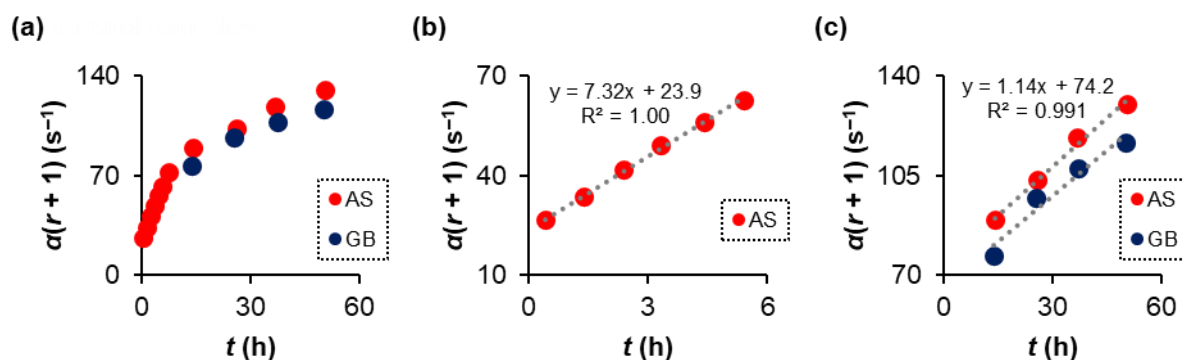 (a)
α(r + 1) (s⁻¹)
140
70
0
0
30
60
t (h)
AS
GB
(b)
α(r + 1) (s⁻¹)
70
40
10
0
3
6
t (h)
y = 7.32x + 23.9
R² = 1.00
AS
(c)
α(r + 1) (s⁻¹)
140
105
70
0
30
60
t (h)
y = 1.14x + 74.2
R² = 0.991
AS
GB